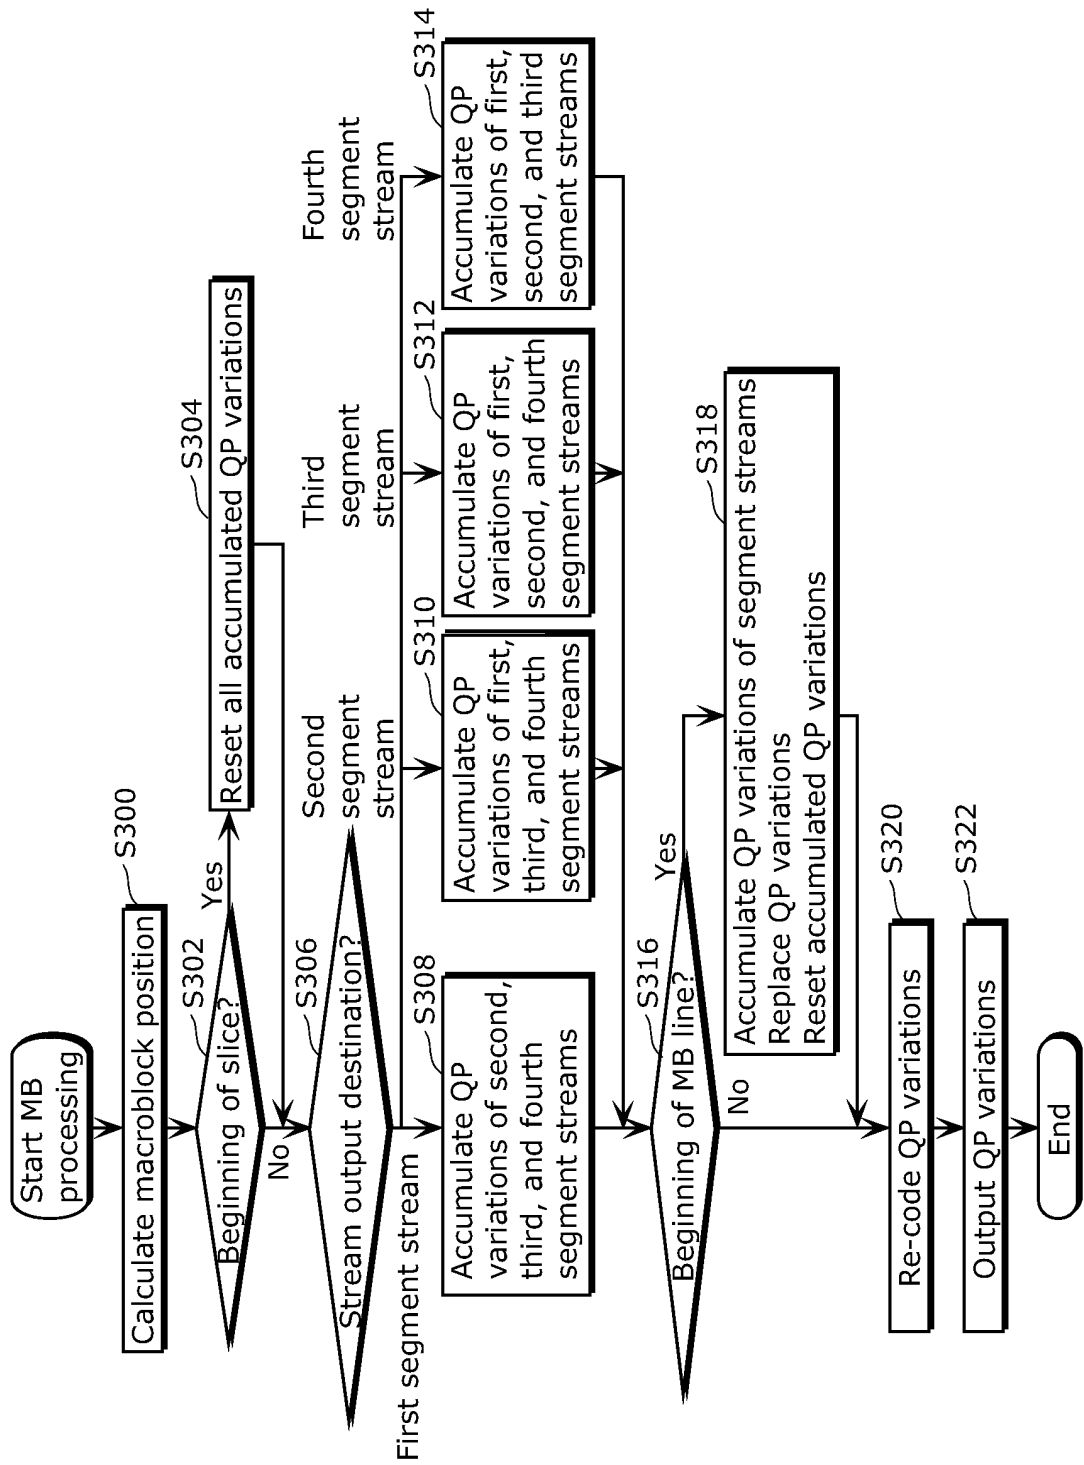 Start MB
processing
S300
Calculate macroblock position
S302
Beginning of slice?
Yes
No
S304
Reset all accumulated QP variations
S306
Stream output destination?
First segment stream
Second
segment
stream
Third
segment
stream
Fourth
segment
stream
S308
Accumulate QP
variations of second,
third, and fourth
segment streams
S310
Accumulate QP
variations of first,
third, and fourth
segment streams
S312
Accumulate QP
variations of first,
second, and fourth
segment streams
S314
Accumulate QP
variations of first,
second, and third
segment streams
S316
Beginning of MB line?
Yes
No
S318
Accumulate QP variations of segment streams
Replace QP variations
Reset accumulated QP variations
S320
Re-code QP variations
S322
Output QP variations
End